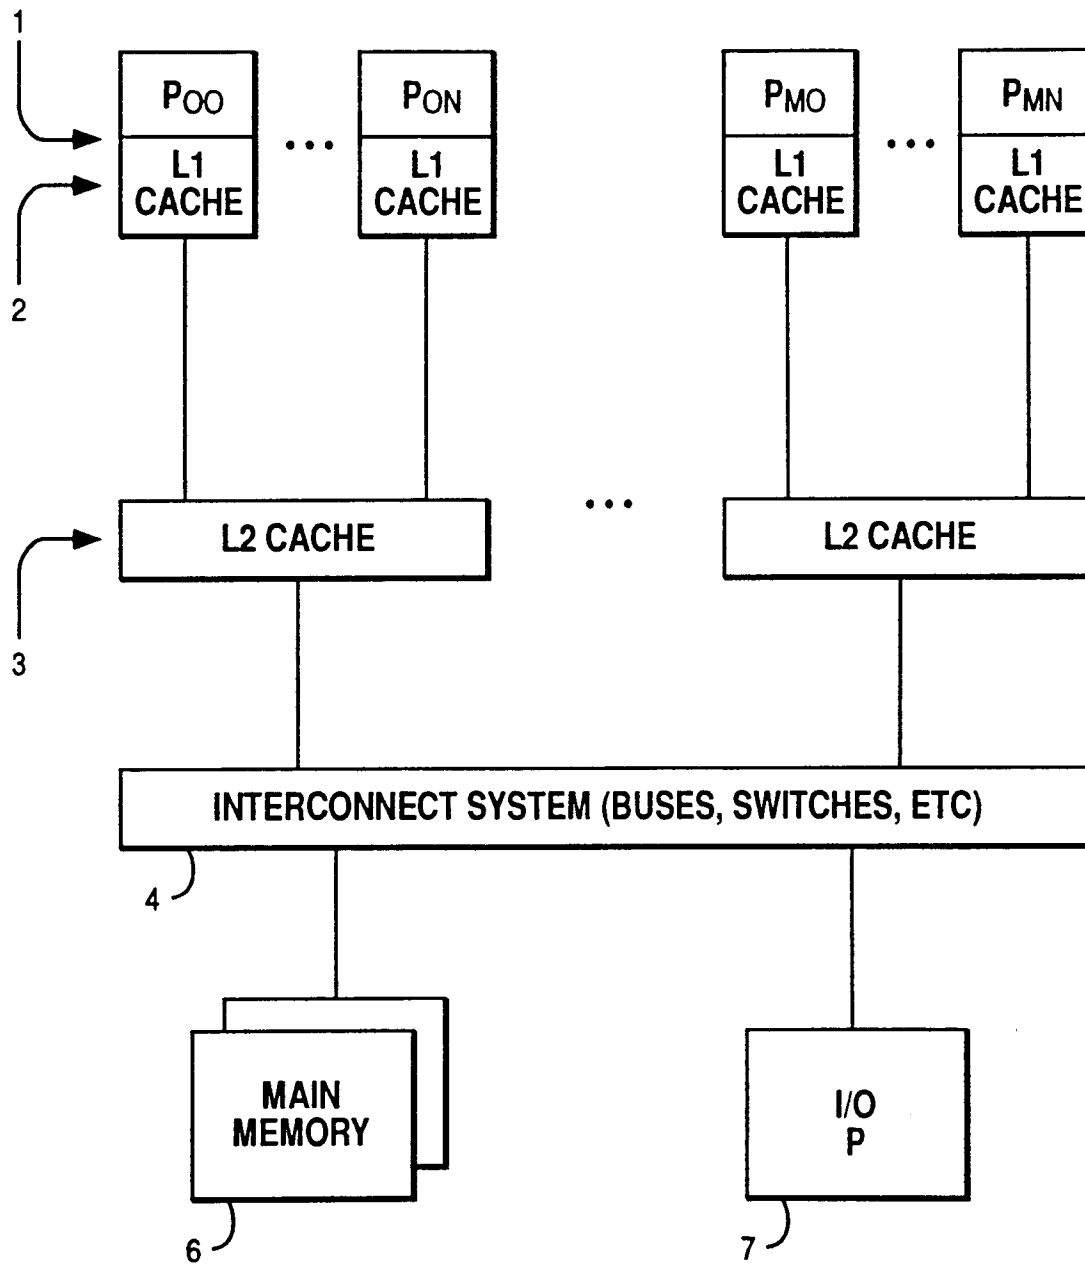 1
P00 P0N PM0 PMN
... ...
L1 CACHE L1 CACHE L1 CACHE L1 CACHE
2
...
L2 CACHE L2 CACHE
3
INTERCONNECT SYSTEM (BUSES, SWITCHES, ETC)
4
MAIN
MEMORY
I/O
P
6
7